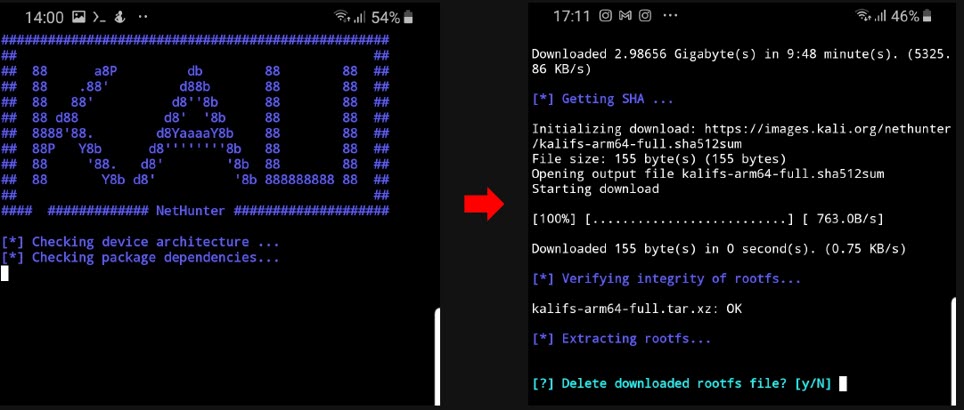 14:00 54%
################################################
## ##
## 88 a8P db 88 88 ##
## 88 .88' d88b 88 88 ##
## 88 88' d8''8b 88 88 ##
## 88 d88 d8' '8b 88 88 ##
## 8888'88. d8YaaaaY8b 88 88 ##
## 88P Y8b d8''''''''8b 88 88 ##
## 88 '88. d8' '8b 88 88 ##
## 88 Y8b d8' '8b 888888888 88 ##
## ##
#### ############# NetHunter ####################
[*] Checking device architecture ...
[*] Checking package dependencies...
17:11 46%
Downloaded 2.98656 Gigabyte(s) in 9:48 minute(s). (5325.
86 KB/s)
[*] Getting SHA ...
Initializing download: https://images.kali.org/nethunter
/kalifs-arm64-full.sha512sum
File size: 155 byte(s) (155 bytes)
Opening output file kalifs-arm64-full.sha512sum
Starting download
[100%] [.........................] [ 763.0B/s]
Downloaded 155 byte(s) in 0 second(s). (0.75 KB/s)
[*] Verifying integrity of rootfs...
kalifs-arm64-full.tar.xz: OK
[*] Extracting rootfs...
[?] Delete downloaded rootfs file? [y/N]